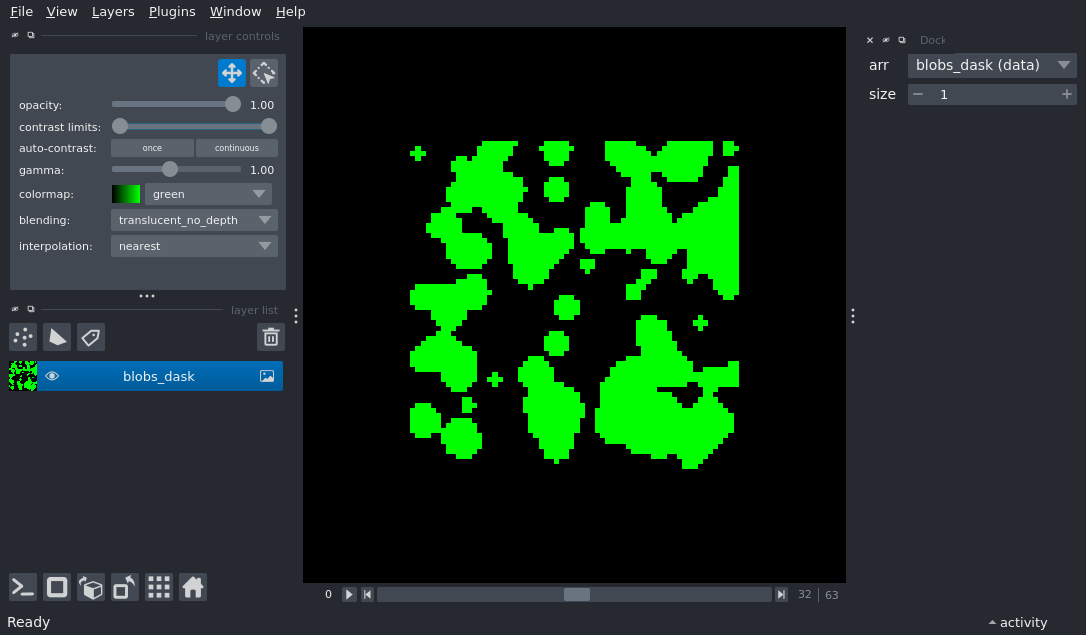 File View Layers Plugins Window Help
layer controls
Dock
arr blobs_dask (data)
size 1
opacity: 1.00
contrast limits:
auto-contrast: once continuous
gamma: 1.00
colormap: green
blending: translucent_no_depth
interpolation: nearest
layer list
blobs_dask
0 32 63
Ready
activity